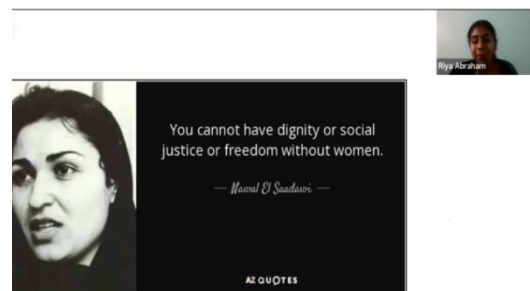 Riya Abraham
You cannot have dignity or social
justice or freedom without women.
— Nawal El Saadawi —
AZ QUOTES